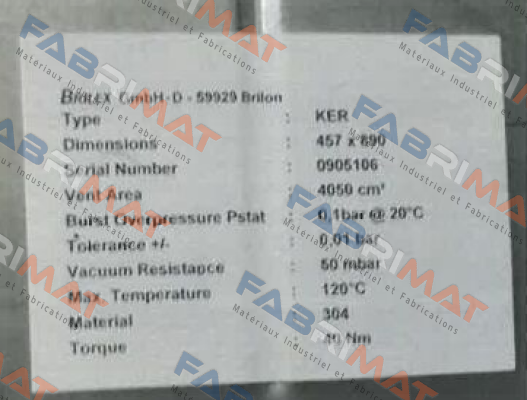 Bratex GmbH · D - 59929 Brilon
Type : KER
Dimensions : 457 x 890
Serial Number : 0905106
Vent Area : 4050 cm²
Burst Overpressure Pstat : 0,1bar @ 20°C
Tolerance +/- : 0,01 bar
Vacuum Resistance : 50 mbar
Max. Temperature : 120°C
Material : 304
Torque : 40 Nm
FABRIMAT
Materiaux Industriel et Fabrications